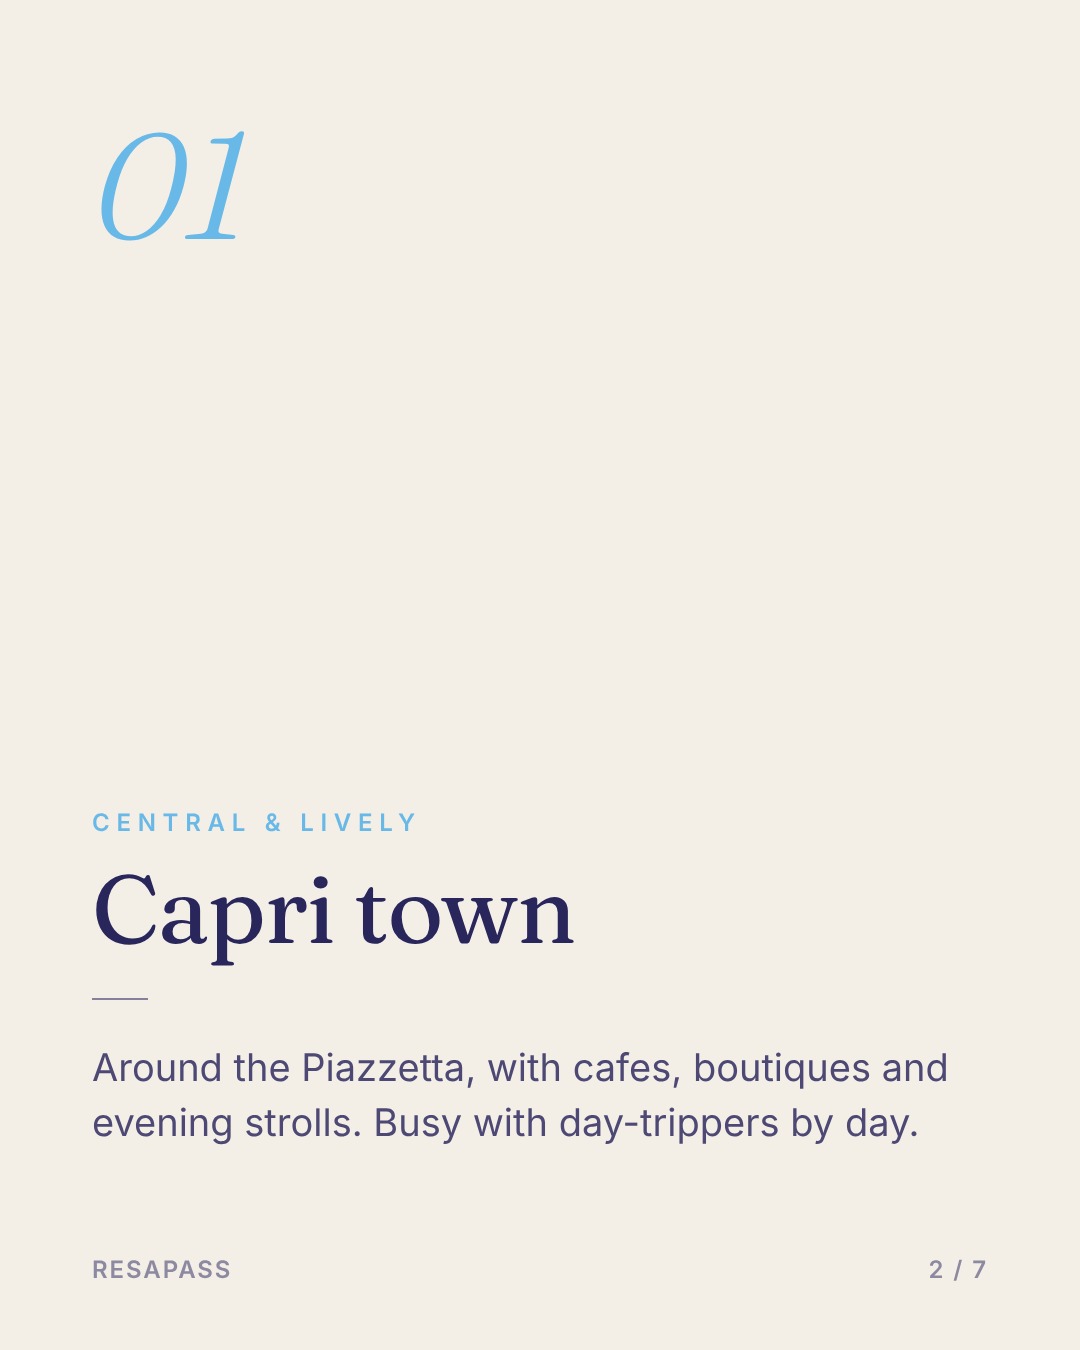 01
CENTRAL & LIVELY
Capri town
Around the Piazzetta, with cafes, boutiques and
evening strolls. Busy with day-trippers by day.
RESAPASS
2 / 7